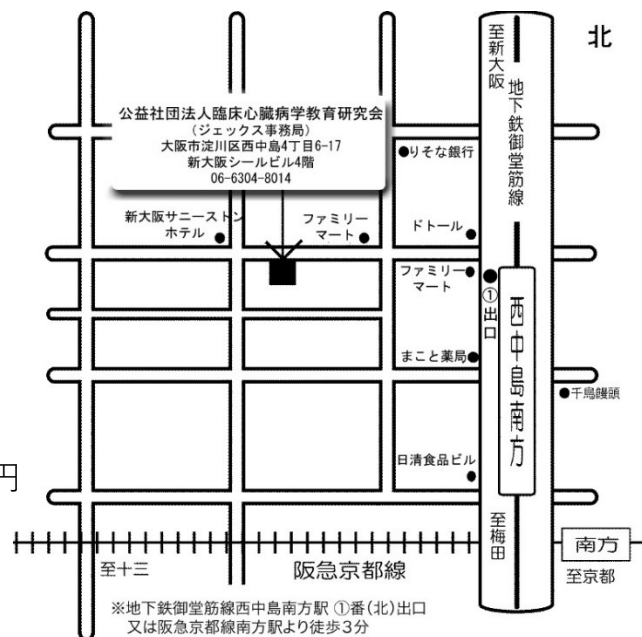 北
至新大阪
地下鉄御堂筋線
公益社団法人臨床心臓病学教育研究会
(ジェックス事務局)
大阪市淀川区西中島4丁目6-17
新大阪シールビル4階
06-6304-8014
●りそな銀行
新大阪サニーストン
ホテル
ファミリー
マート
ドトール
ファミリー
マート
①出口
西中島南方
まこと薬局
千鳥饅頭
日清食品ビル
円
至梅田
南方
至十三
阪急京都線
至京都
※地下鉄御堂筋線西中島南方駅 ①番(北)出口
又は阪急京都線南方駅より徒歩3分